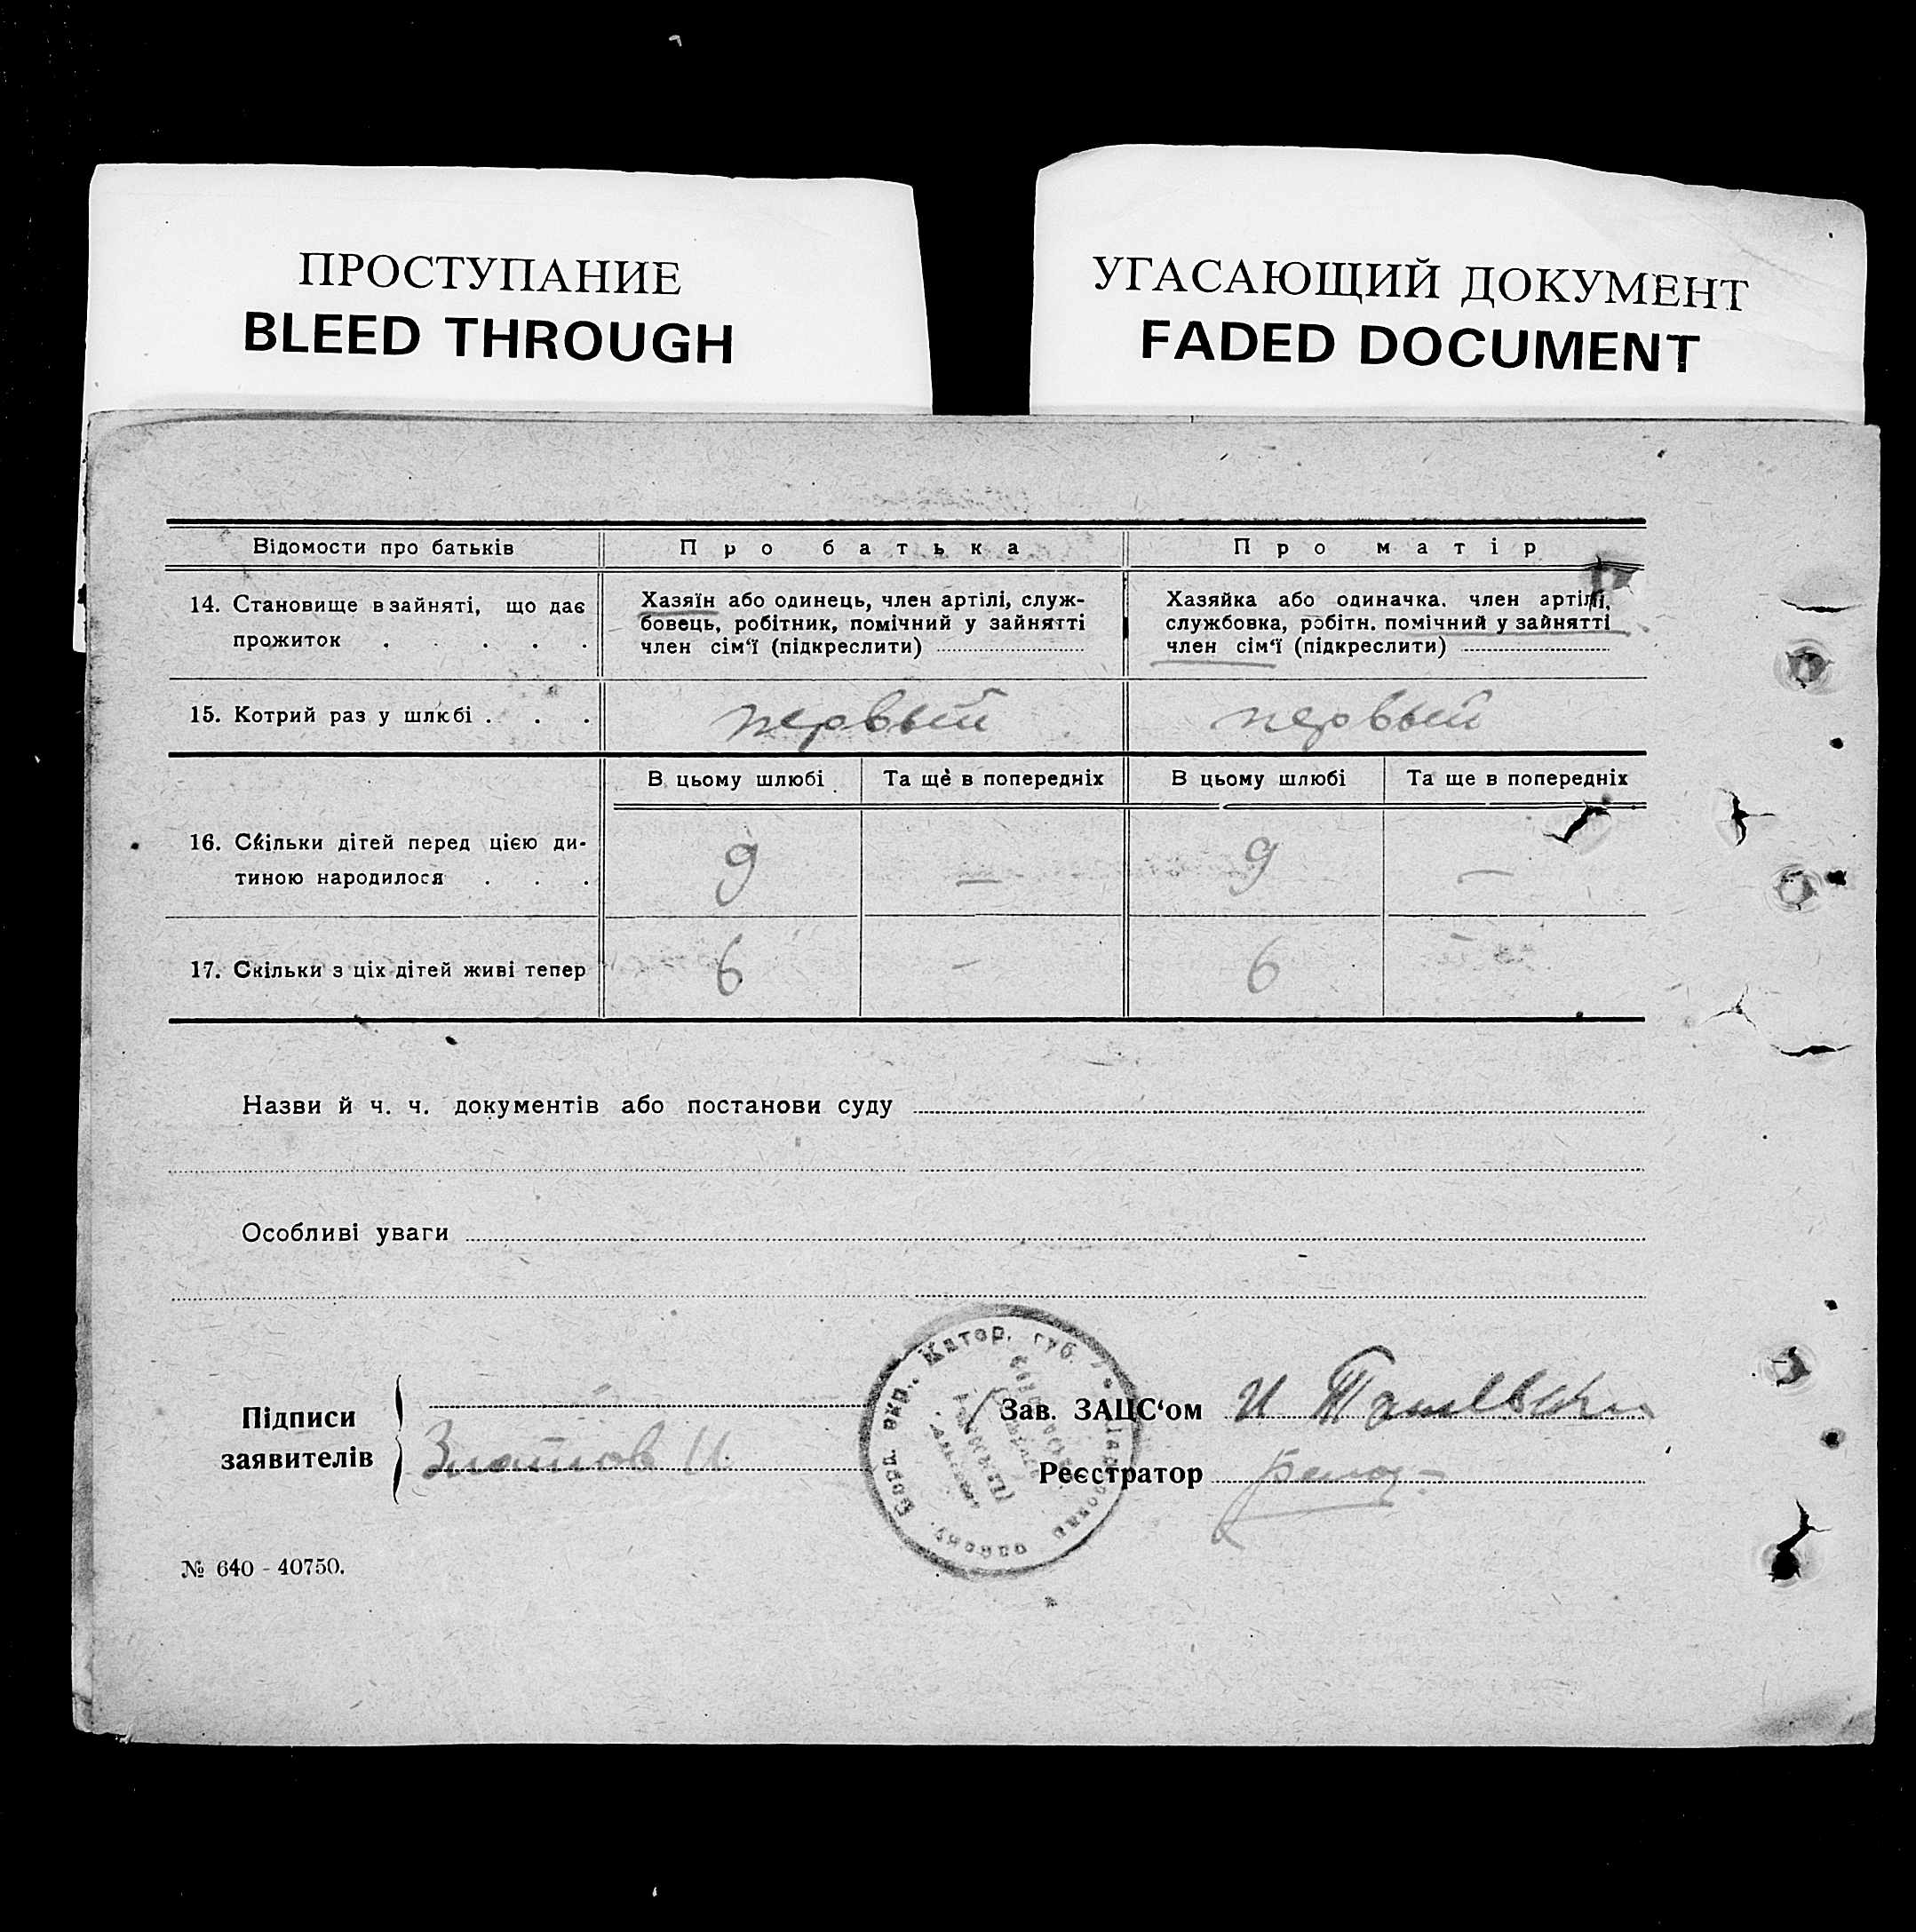 ПРОСТУПАНИЕ
BLEED THROUGH
УГАСАЮЩИЙ ДОКУМЕНТ
FADED DOCUMENT
Відомости про батьків
Про батька
Про матір
14. Становище в зайняті, що дає
прожиток . . . . .
Хазяїн або одинець, член артілі, служ-
бовець, робітник, помічний у зайнятті
член сім‘ї (підкреслити)
Хазяйка або одиначка. член артілі,
службовка, робітн. помічний у зайнятті
член сім‘ї (підкреслити)
15. Котрий раз у шлюбі . . .
первый
первый
В цьому шлюбі
Та ще в попередніх
В цьому шлюбі
Та ще в попередніх
16. Скільки дітей перед цією ди-
тиною народилося . . .
9
—
9
—
17. Скільки з ціх дітей живі тепер
6
—
6
Назви й ч. ч. документів або постанови суду
Особливі уваги
Підписи
заявителів
Зав. ЗАЦС‘ом
Реєстратор
Катор. губ.
№ 640 - 40750.